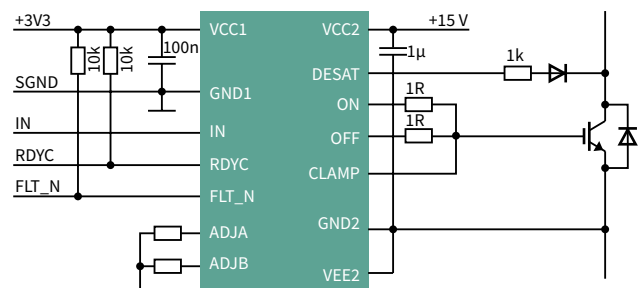 +3V3
VCC1
VCC2
+15 V
10k
10k
100n
1µ
SGND
GND1
DESAT
1k
IN
IN
ON
1R
RDYC
RDYC
OFF
1R
FLT_N
FLT_N
CLAMP
ADJA
GND2
ADJB
VEE2